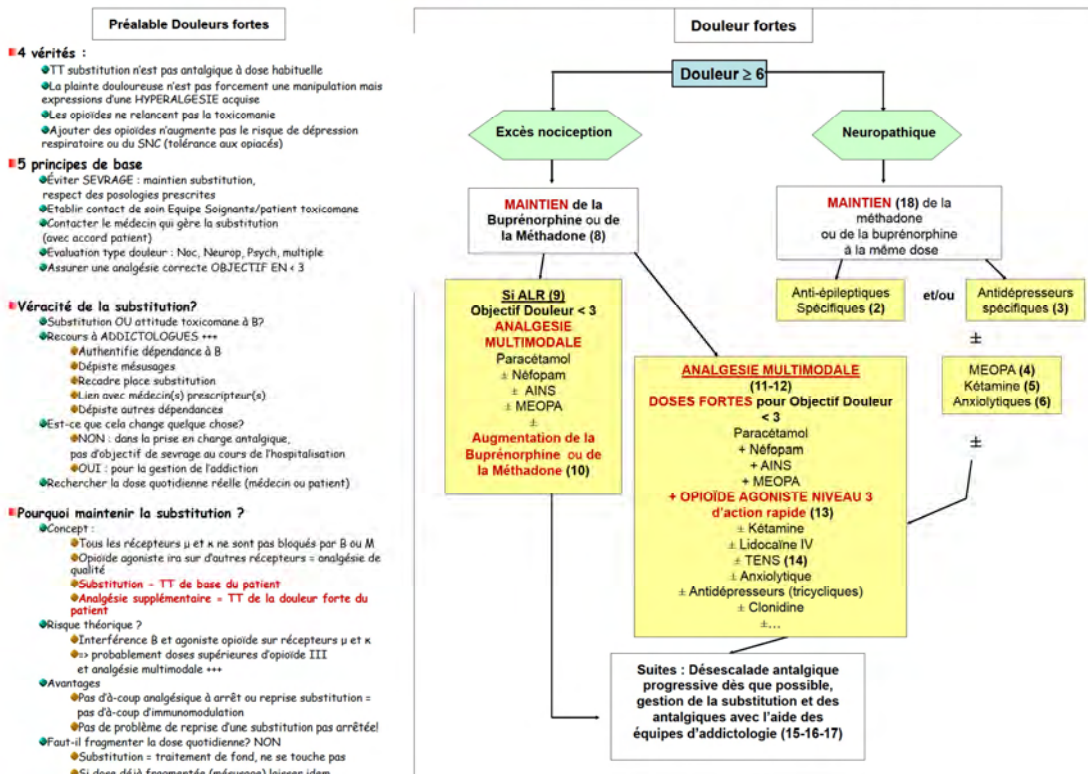 Préalable Douleurs fortes
4 vérités :
TT substitution n'est pas antalgique à dose habituelle
La plainte douloureuse n'est pas forcement une manipulation mais
expressions d'une HYPERALGESIE acquise
Les opioïdes ne relancent pas la toxicomanie
Ajouter des opioïdes n'augmente pas le risque de dépression
respiratoire ou du SNC (tolérance aux opiacés)
5 principes de base
Éviter SEVRAGE : maintien substitution,
respect des posologies prescrites
Etablir contact de soin Equipe Soignants/patient toxicomane
Contacter le médecin qui gère la substitution
(avec accord patient)
Evaluation type douleur : Noc, Neurop, Psych, multiple
Assurer une analgésie correcte OBJECTIF EN < 3
Véracité de la substitution?
Substitution OU attitude toxicomane à B?
Recours à ADDICTOLOGUES +++
Authentifie dépendance à B
Dépiste mésusages
Recadre place substitution
Lien avec médecin(s) prescripteur(s)
Dépiste autres dépendances
Est-ce que cela change quelque chose?
NON : dans la prise en charge antalgique,
pas d'objectif de sevrage au cours de l'hospitalisation
OUI : pour la gestion de l'addiction
Rechercher la dose quotidienne réelle (médecin ou patient)
Pourquoi maintenir la substitution ?
Concept :
Tous les récepteurs µ et κ ne sont pas bloqués par B ou M
Opioïde agoniste ira sur d'autres récepteurs = analgésie de
qualité
Substitution = TT de base du patient
Analgésie supplémentaire = TT de la douleur forte du
patient
Risque théorique ?
Interférence B et agoniste opioïde sur récepteurs µ et κ
=> probablement doses supérieures d'opioïde III
et analgésie multimodale +++
Avantages
Pas d'à-coup analgésique à arrêt ou reprise substitution =
pas d'à-coup d'immunomodulation
Pas de problème de reprise d'une substitution pas arrêtée!
Faut-il fragmenter la dose quotidienne? NON
Substitution = traitement de fond, ne se touche pas
Si dose déjà fragmentée (mésusage) laisser idem
Douleur fortes
Douleur ≥ 6
Excès nociception
Neuropathique
MAINTIEN de la
Buprénorphine ou de
la Méthadone (8)
MAINTIEN (18) de la
méthadone
ou de la buprénorphine
à la même dose
Si ALR (9)
Objectif Douleur < 3
ANALGESIE
MULTIMODALE
Paracétamol
± Néfopam
± AINS
± MEOPA
±
Augmentation de la
Buprénorphine ou de
la Méthadone (10)
Anti-épileptiques
Spécifiques (2)
et/ou
Antidépresseurs
spécifiques (3)
±
MEOPA (4)
Kétamine (5)
Anxiolytiques (6)
±
ANALGESIE MULTIMODALE
(11-12)
DOSES FORTES pour Objectif Douleur
< 3
Paracétamol
+ Néfopam
+ AINS
+ MEOPA
+ OPIOÏDE AGONISTE NIVEAU 3
d'action rapide (13)
± Kétamine
± Lidocaïne IV
± TENS (14)
± Anxiolytique
± Antidépresseurs (tricycliques)
± Clonidine
±…
Suites : Désescalade antalgique
progressive dès que possible,
gestion de la substitution et des
antalgiques avec l'aide des
équipes d'addictologie (15-16-17)